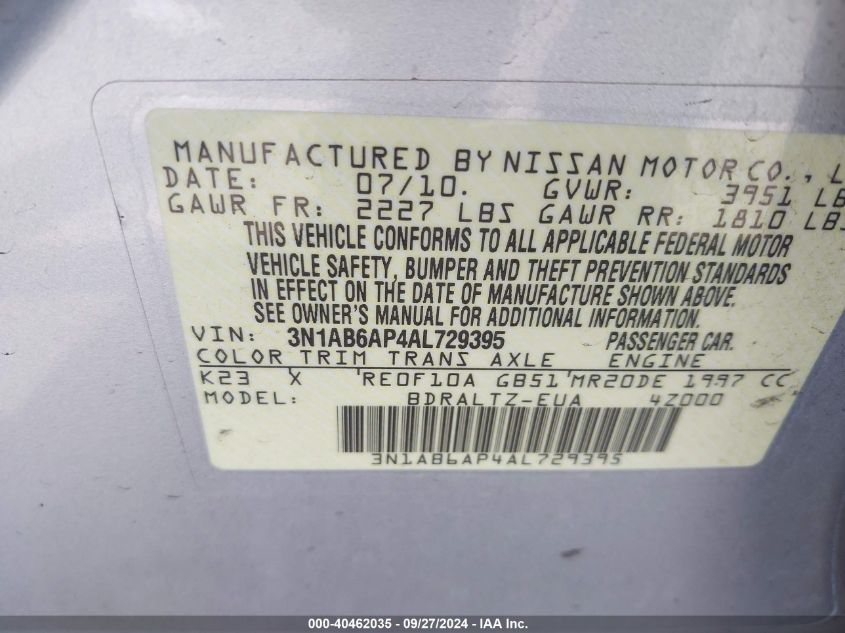 MANUFACTURED BY NISSAN MOTOR CO., L
DATE: 07/10. GVWR: 3951 LB
GAWR FR: 2227 LBS GAWR RR: 1810 LBS
THIS VEHICLE CONFORMS TO ALL APPLICABLE FEDERAL MOTOR
VEHICLE SAFETY, BUMPER AND THEFT PREVENTION STANDARDS
IN EFFECT ON THE DATE OF MANUFACTURE SHOWN ABOVE.
SEE OWNER'S MANUAL FOR ADDITIONAL INFORMATION.
VIN: 3N1AB6AP4AL729395 PASSENGER CAR.
COLOR TRIM TRANS AXLE ENGINE
K23 X RE0F10A GB51 MR20DE 1997 CC
MODEL: BDRALTZ-EUA 4Z000
3N1AB6AP4AL729395
000-40462035 - 09/27/2024 - IAA Inc.